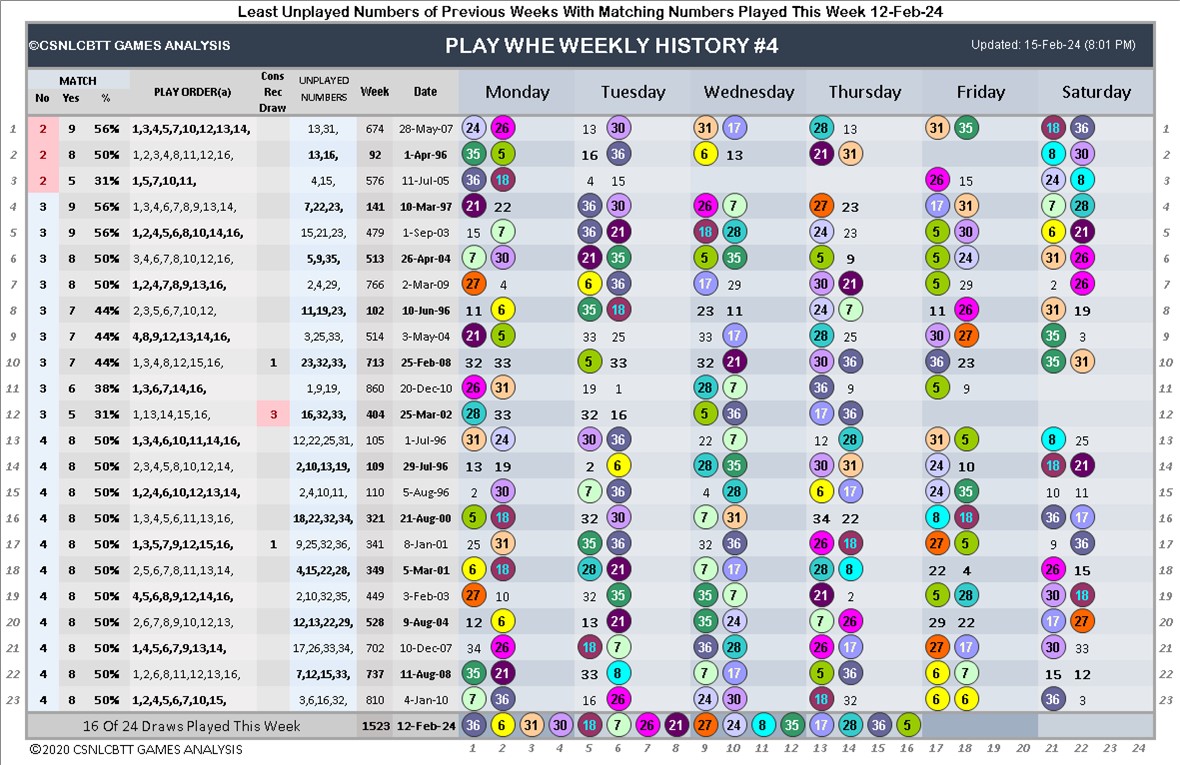 Least Unplayed Numbers of Previous Weeks With Matching Numbers Played This Week 12-Feb-24
©CSNLCBTT GAMES ANALYSIS PLAY WHE WEEKLY HISTORY #4 Updated: 15-Feb-24 (8:01 PM)
MATCH No Yes % PLAY ORDER(a) Cons Rec Draw UNPLAYED NUMBERS Week Date Monday Tuesday Wednesday Thursday Friday Saturday
1 2 9 56% 1,3,4,5,7,10,12,13,14, 13,31, 674 28-May-07 24 26 13 30 31 17 28 13 31 35 18 36 1
2 2 8 50% 1,2,3,4,8,11,12,16, 13,16, 92 1-Apr-96 35 5 16 36 6 13 21 31 8 30 2
3 2 5 31% 1,5,7,10,11, 4,15, 575 11-Jul-05 36 18 4 15 26 15 24 8 3
4 3 9 56% 1,3,4,6,7,8,9,13,14, 7,22,23, 141 10-Mar-97 21 22 36 30 26 7 27 23 17 31 7 28 4
5 3 9 56% 1,2,4,5,6,8,10,14,16, 15,21,23, 479 1-Sep-03 15 7 36 21 18 28 24 23 5 30 6 21 5
6 3 8 50% 3,4,6,7,8,10,12,16, 5,9,35, 513 26-Apr-04 7 30 21 35 5 35 5 9 5 24 31 26 6
7 3 8 50% 1,2,4,7,8,9,13,16, 2,4,29, 766 2-Mar-09 27 4 6 36 17 29 30 21 5 29 2 26 7
8 3 7 44% 2,3,5,6,7,10,12, 11,19,23, 102 10-Jun-96 11 6 35 18 23 11 24 7 11 26 31 19 8
9 3 7 44% 4,8,9,12,13,14,16, 3,25,33, 514 3-May-04 21 5 33 25 33 17 28 25 30 27 35 3 9
10 3 7 44% 1,3,4,8,12,15,16, 1 23,32,33, 713 25-Feb-08 32 33 5 33 32 21 30 36 36 23 35 31 10
11 3 6 38% 1,3,6,7,14,16, 1,9,19, 860 20-Dec-10 26 31 19 1 28 7 36 9 5 9 11
12 3 5 31% 1,13,14,15,16, 3 16,32,33, 404 25-Mar-02 28 33 32 16 5 36 17 36 12
13 4 8 50% 1,3,4,6,10,11,14,16, 12,22,25,31, 105 1-Jul-96 31 24 30 36 22 7 12 28 31 5 8 25 13
14 4 8 50% 2,3,4,5,8,10,12,14, 2,10,13,19, 109 29-Jul-96 13 19 2 6 28 35 30 31 24 10 18 21 14
15 4 8 50% 1,2,4,6,10,12,13,14, 2,4,10,11, 110 5-Aug-96 2 30 7 36 4 28 6 17 24 35 10 11 15
16 4 8 50% 1,3,4,5,6,11,13,16, 18,22,32,34, 321 21-Aug-00 5 18 32 30 7 31 34 22 8 18 36 17 16
17 4 8 50% 1,3,5,7,9,12,15,16, 1 9,25,32,36, 341 8-Jan-01 25 31 35 36 32 36 26 18 27 5 9 36 17
18 4 8 50% 2,5,6,7,8,11,13,14, 4,15,22,28, 349 5-Mar-01 6 18 28 21 7 17 28 8 22 4 26 15 18
19 4 8 50% 4,5,6,8,9,12,14,16, 2,10,32,35, 449 3-Feb-03 27 10 32 35 35 7 21 2 5 28 30 18 19
20 4 8 50% 2,6,7,8,9,10,12,13, 12,13,22,29, 528 9-Aug-04 12 6 13 21 35 24 7 26 29 22 17 27 20
21 4 8 50% 1,4,5,6,7,9,13,14, 17,26,33,34, 702 10-Dec-07 34 26 18 7 36 28 26 17 27 17 30 33 21
22 4 8 50% 1,2,6,8,11,12,13,16, 7,12,15,33, 737 11-Aug-08 35 21 33 8 7 17 5 36 6 7 15 12 22
23 4 8 50% 1,2,4,5,6,7,10,15, 3,6,16,32, 810 4-Jan-10 7 36 16 26 24 30 18 32 6 6 36 3 23
16 Of 24 Draws Played This Week 1523 12-Feb-24 36 6 31 30 18 7 26 21 27 24 8 35 17 28 36 5
©2020 CSNLCBTT GAMES ANALYSIS 1 2 3 4 5 6 7 8 9 10 11 12 13 14 15 16 17 18 19 20 21 22 23 24